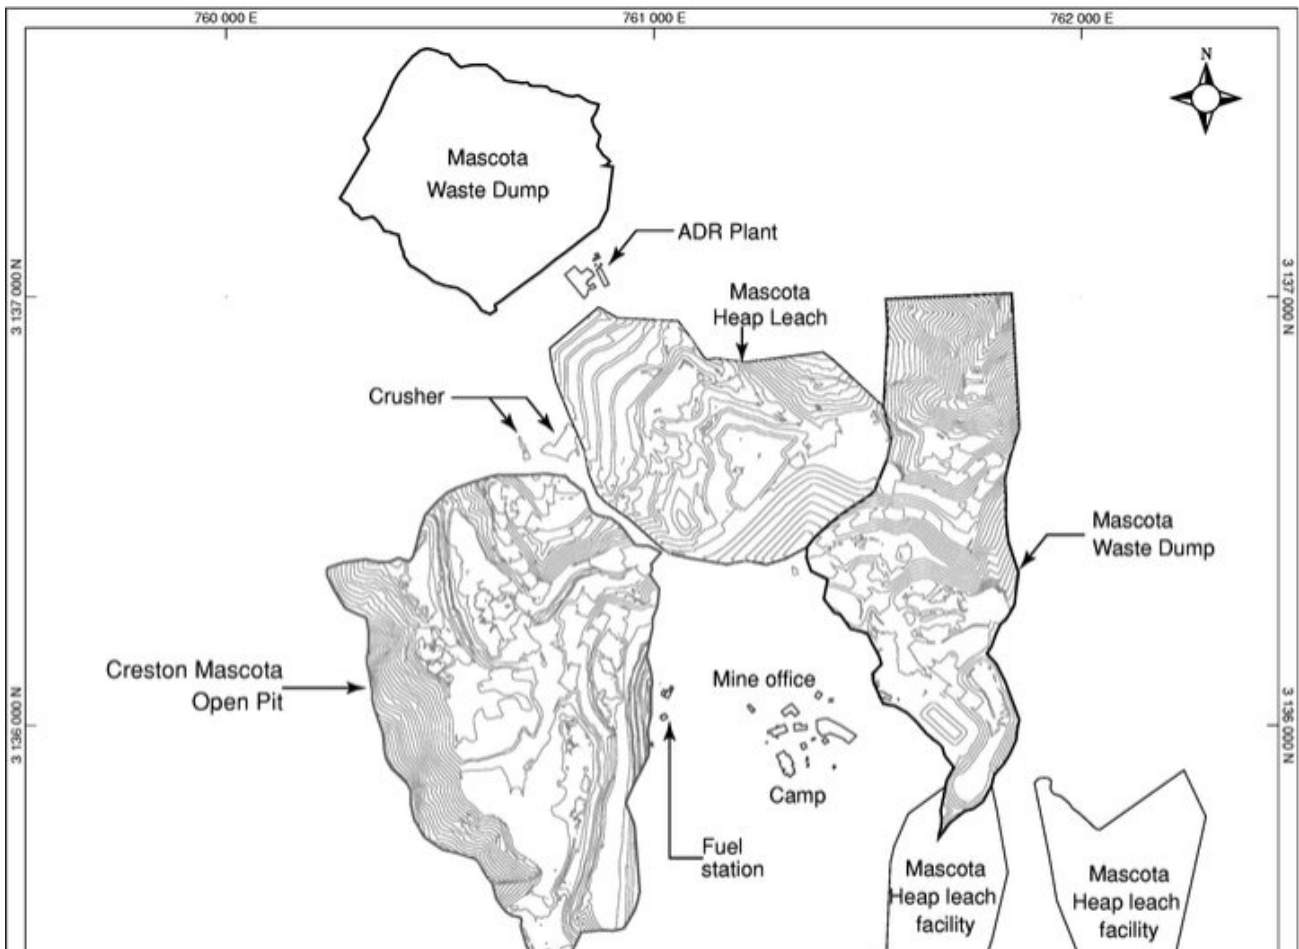 760 000 E
761 000 E
762 000 E
N
Mascota
Waste Dump
ADR Plant
3 137 000 N
3 137 000 N
Mascota
Heap Leach
Crusher
Mascota
Waste Dump
Creston Mascota
Open Pit
Mine office
3 136 000 N
3 136 000 N
Camp
Fuel
station
Mascota
Heap leach
facility
Mascota
Heap leach
facility